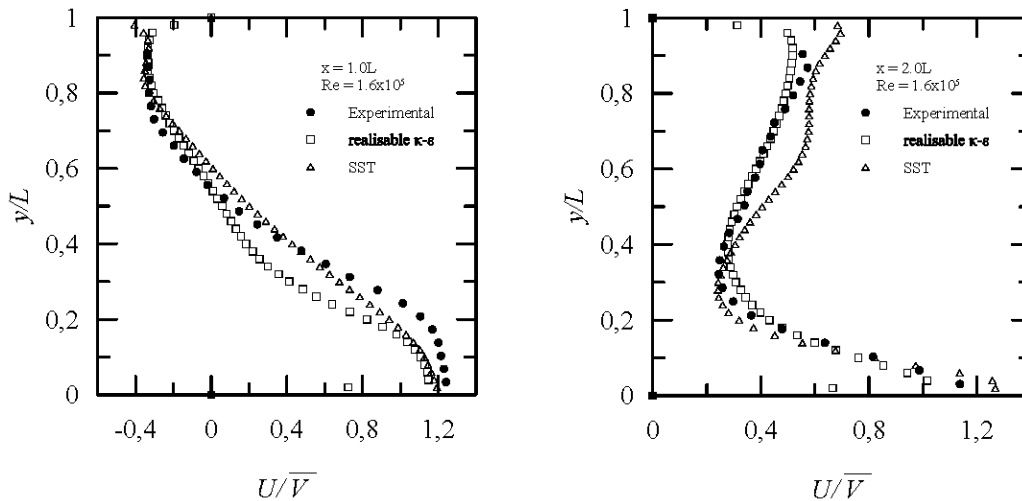 1
0,8
0,6
0,4
0,2
0
y/L
x = 1.0L
Re = 1.6x10⁵
Experimental
realisable κ-ε
SST
-0,4 0 0,4 0,8 1,2
U/V̅
1
0,8
0,6
0,4
0,2
0
y/L
x = 2.0L
Re = 1.6x10⁵
Experimental
realisable κ-ε
SST
0 0,4 0,8 1,2
U/V̅